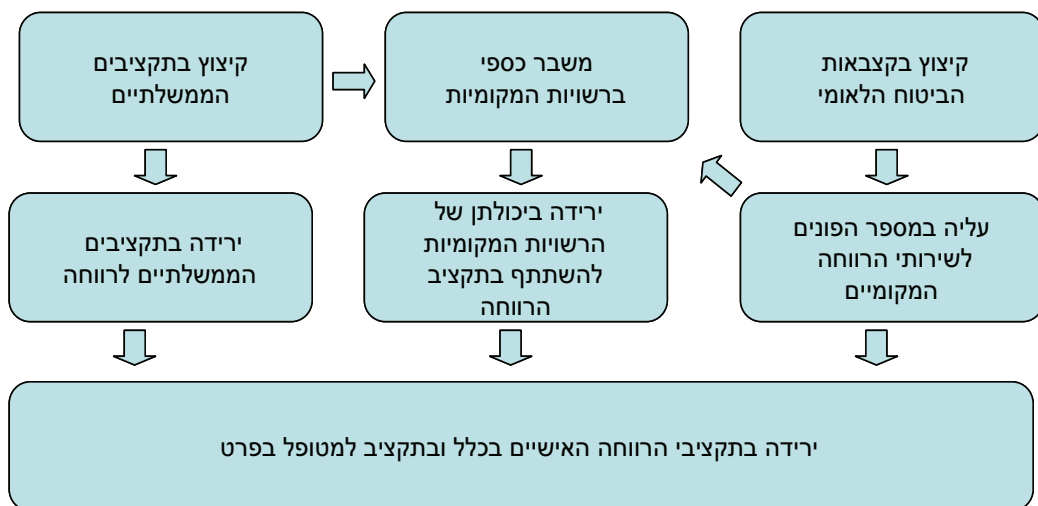 קיצוץ בקצבאות
הביטוח הלאומי
משבר כספי
ברשויות המקומיות
קיצוץ בתקציבים
הממשלתיים
עליה במספר הפונים
לשירותי הרווחה
המקומיים
ירידה ביכולתן של
הרשויות המקומיות
להשתתף בתקציב
הרווחה
ירידה בתקציבים
הממשלתיים לרווחה
ירידה בתקציבי הרווחה האישיים בכלל ובתקציב למטופל בפרט